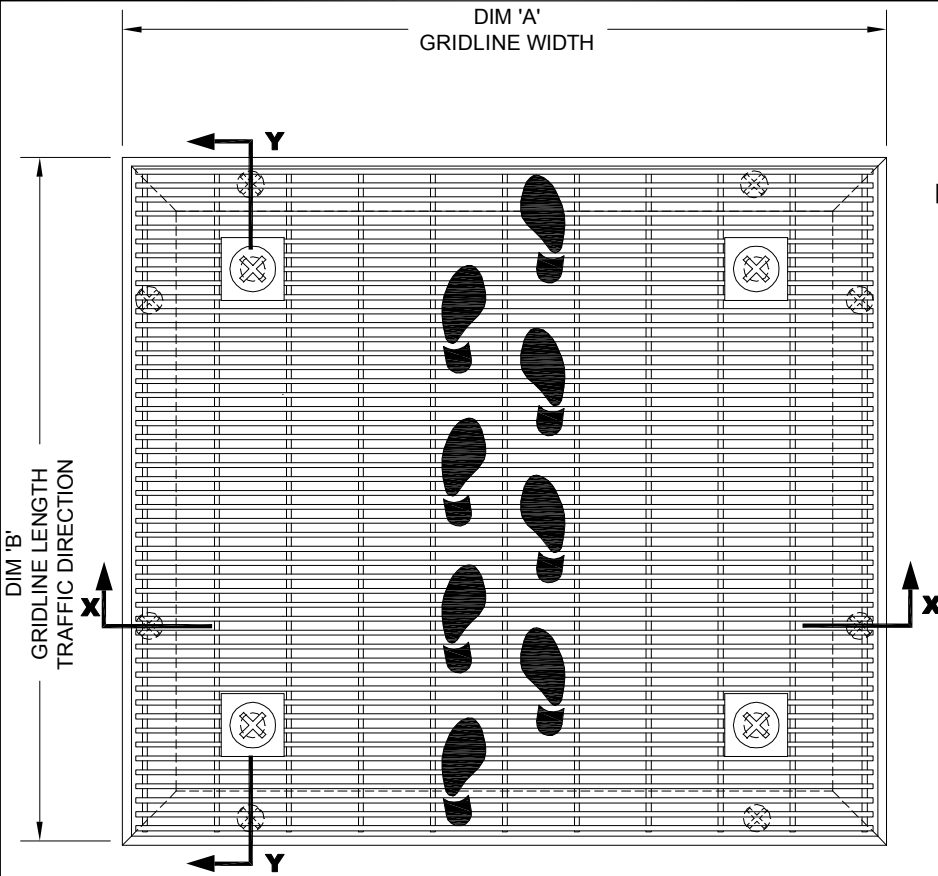 DIM 'A'
GRIDLINE WIDTH
Y
DIM 'B'
GRIDLINE LENGTH
TRAFFIC DIRECTION
X
X
Y